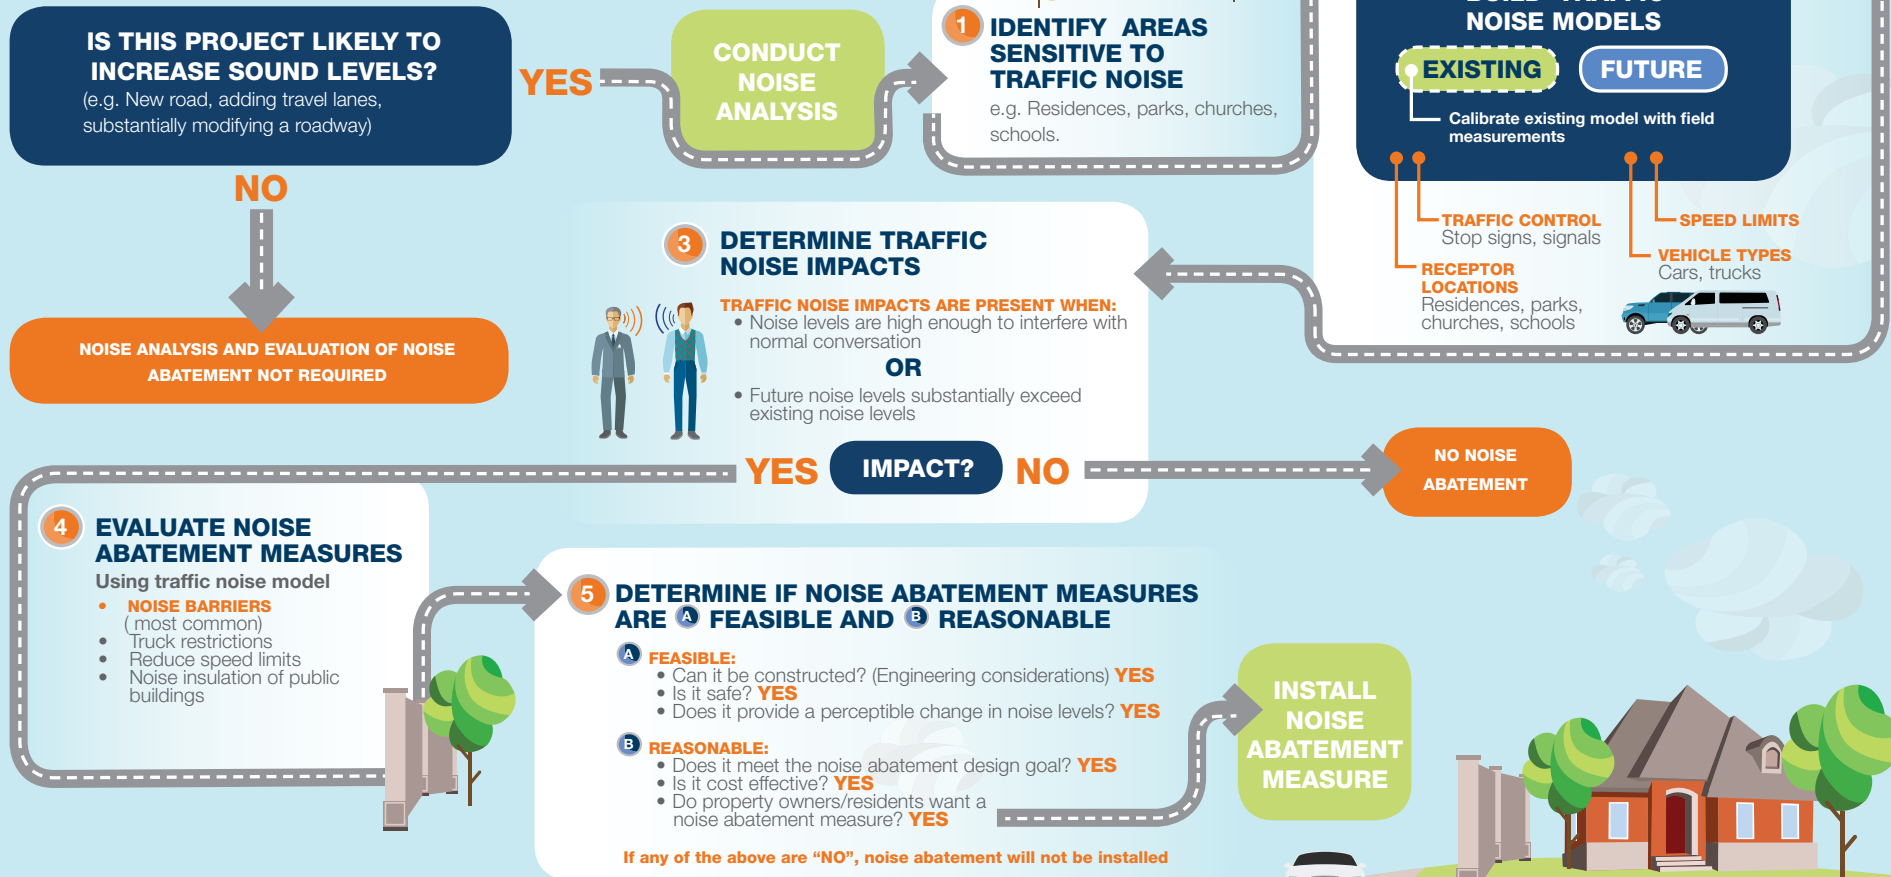 IS THIS PROJECT LIKELY TO
INCREASE SOUND LEVELS?
(e.g. New road, adding travel lanes,
substantially modifying a roadway)
YES
CONDUCT
NOISE
ANALYSIS
1
IDENTIFY AREAS
SENSITIVE TO
TRAFFIC NOISE
e.g. Residences, parks, churches,
schools.
NOISE MODELS
EXISTING
FUTURE
Calibrate existing model with field
measurements
TRAFFIC CONTROL
Stop signs, signals
RECEPTOR
LOCATIONS
Residences, parks,
churches, schools
SPEED LIMITS
VEHICLE TYPES
Cars, trucks
NO
NOISE ANALYSIS AND EVALUATION OF NOISE
ABATEMENT NOT REQUIRED
3
DETERMINE TRAFFIC
NOISE IMPACTS
TRAFFIC NOISE IMPACTS ARE PRESENT WHEN:
• Noise levels are high enough to interfere with
normal conversation
OR
• Future noise levels substantially exceed
existing noise levels
YES
IMPACT?
NO
NO NOISE
ABATEMENT
4
EVALUATE NOISE
ABATEMENT MEASURES
Using traffic noise model
• NOISE BARRIERS
( most common)
• Truck restrictions
• Reduce speed limits
• Noise insulation of public
buildings
5
DETERMINE IF NOISE ABATEMENT MEASURES
ARE A FEASIBLE AND B REASONABLE
A FEASIBLE:
• Can it be constructed? (Engineering considerations) YES
• Is it safe? YES
• Does it provide a perceptible change in noise levels? YES
B REASONABLE:
• Does it meet the noise abatement design goal? YES
• Is it cost effective? YES
• Do property owners/residents want a
noise abatement measure? YES
If any of the above are “NO”, noise abatement will not be installed
INSTALL
NOISE
ABATEMENT
MEASURE